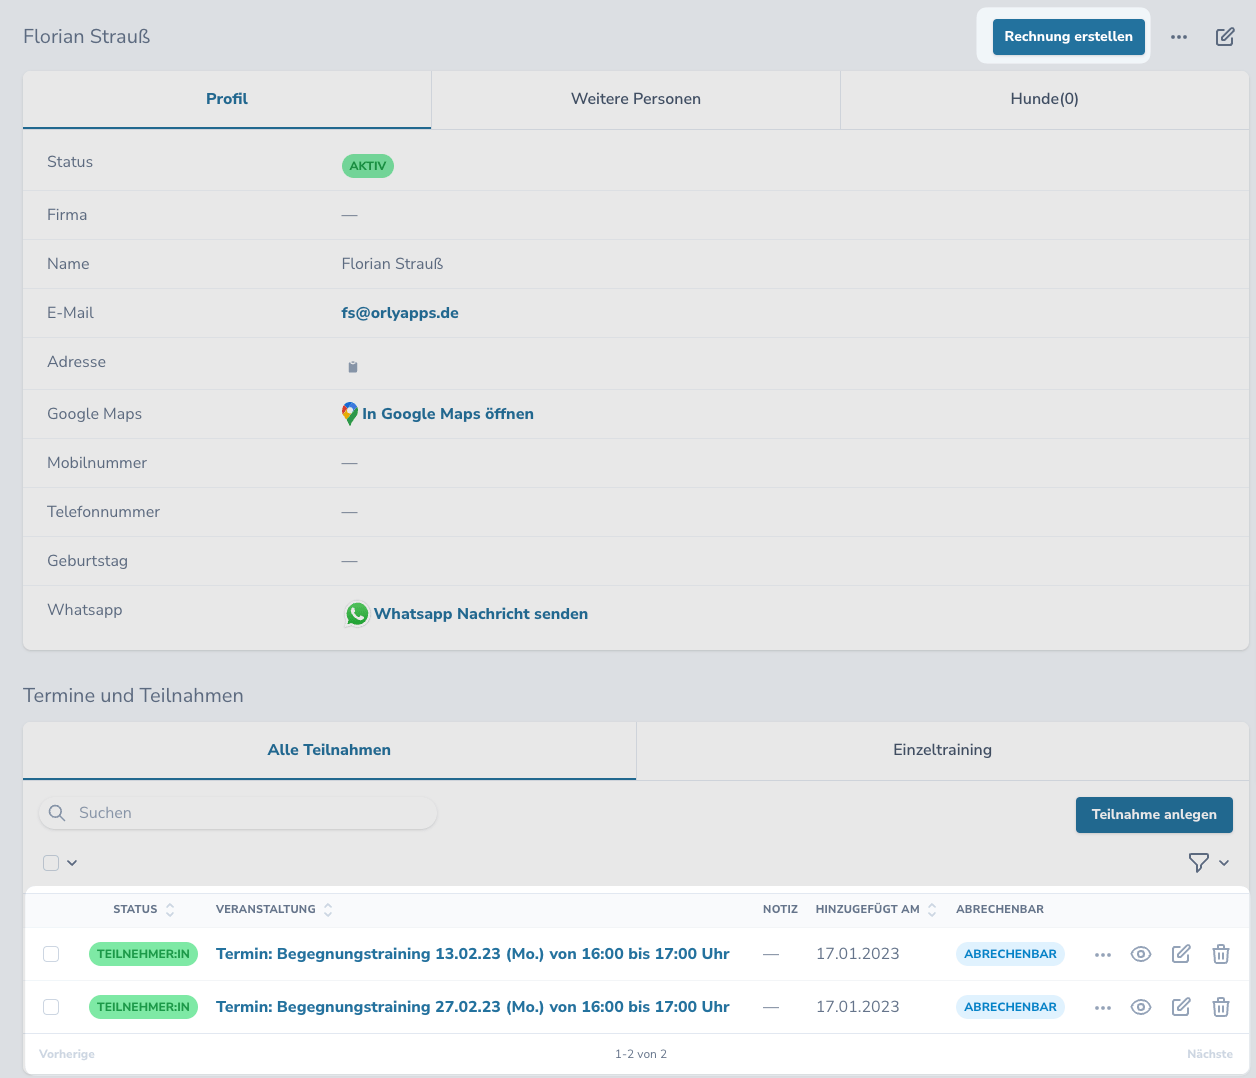 Florian Strauß
Rechnung erstellen
Profil
Weitere Personen
Hunde(0)
Status
AKTIV
Firma
—
Name
Florian Strauß
E-Mail
fs@orlyapps.de
Adresse
Google Maps
In Google Maps öffnen
Mobilnummer
—
Telefonnummer
—
Geburtstag
—
Whatsapp
Whatsapp Nachricht senden
Termine und Teilnahmen
Alle Teilnahmen
Einzeltraining
Suchen
Teilnahme anlegen
STATUS VERANSTALTUNG NOTIZ HINZUGEFÜGT AM ABRECHENBAR
TEILNEHMER:IN Termin: Begegnungstraining 13.02.23 (Mo.) von 16:00 bis 17:00 Uhr — 17.01.2023 ABRECHENBAR
TEILNEHMER:IN Termin: Begegnungstraining 27.02.23 (Mo.) von 16:00 bis 17:00 Uhr — 17.01.2023 ABRECHENBAR
Vorherige 1-2 von 2 Nächste